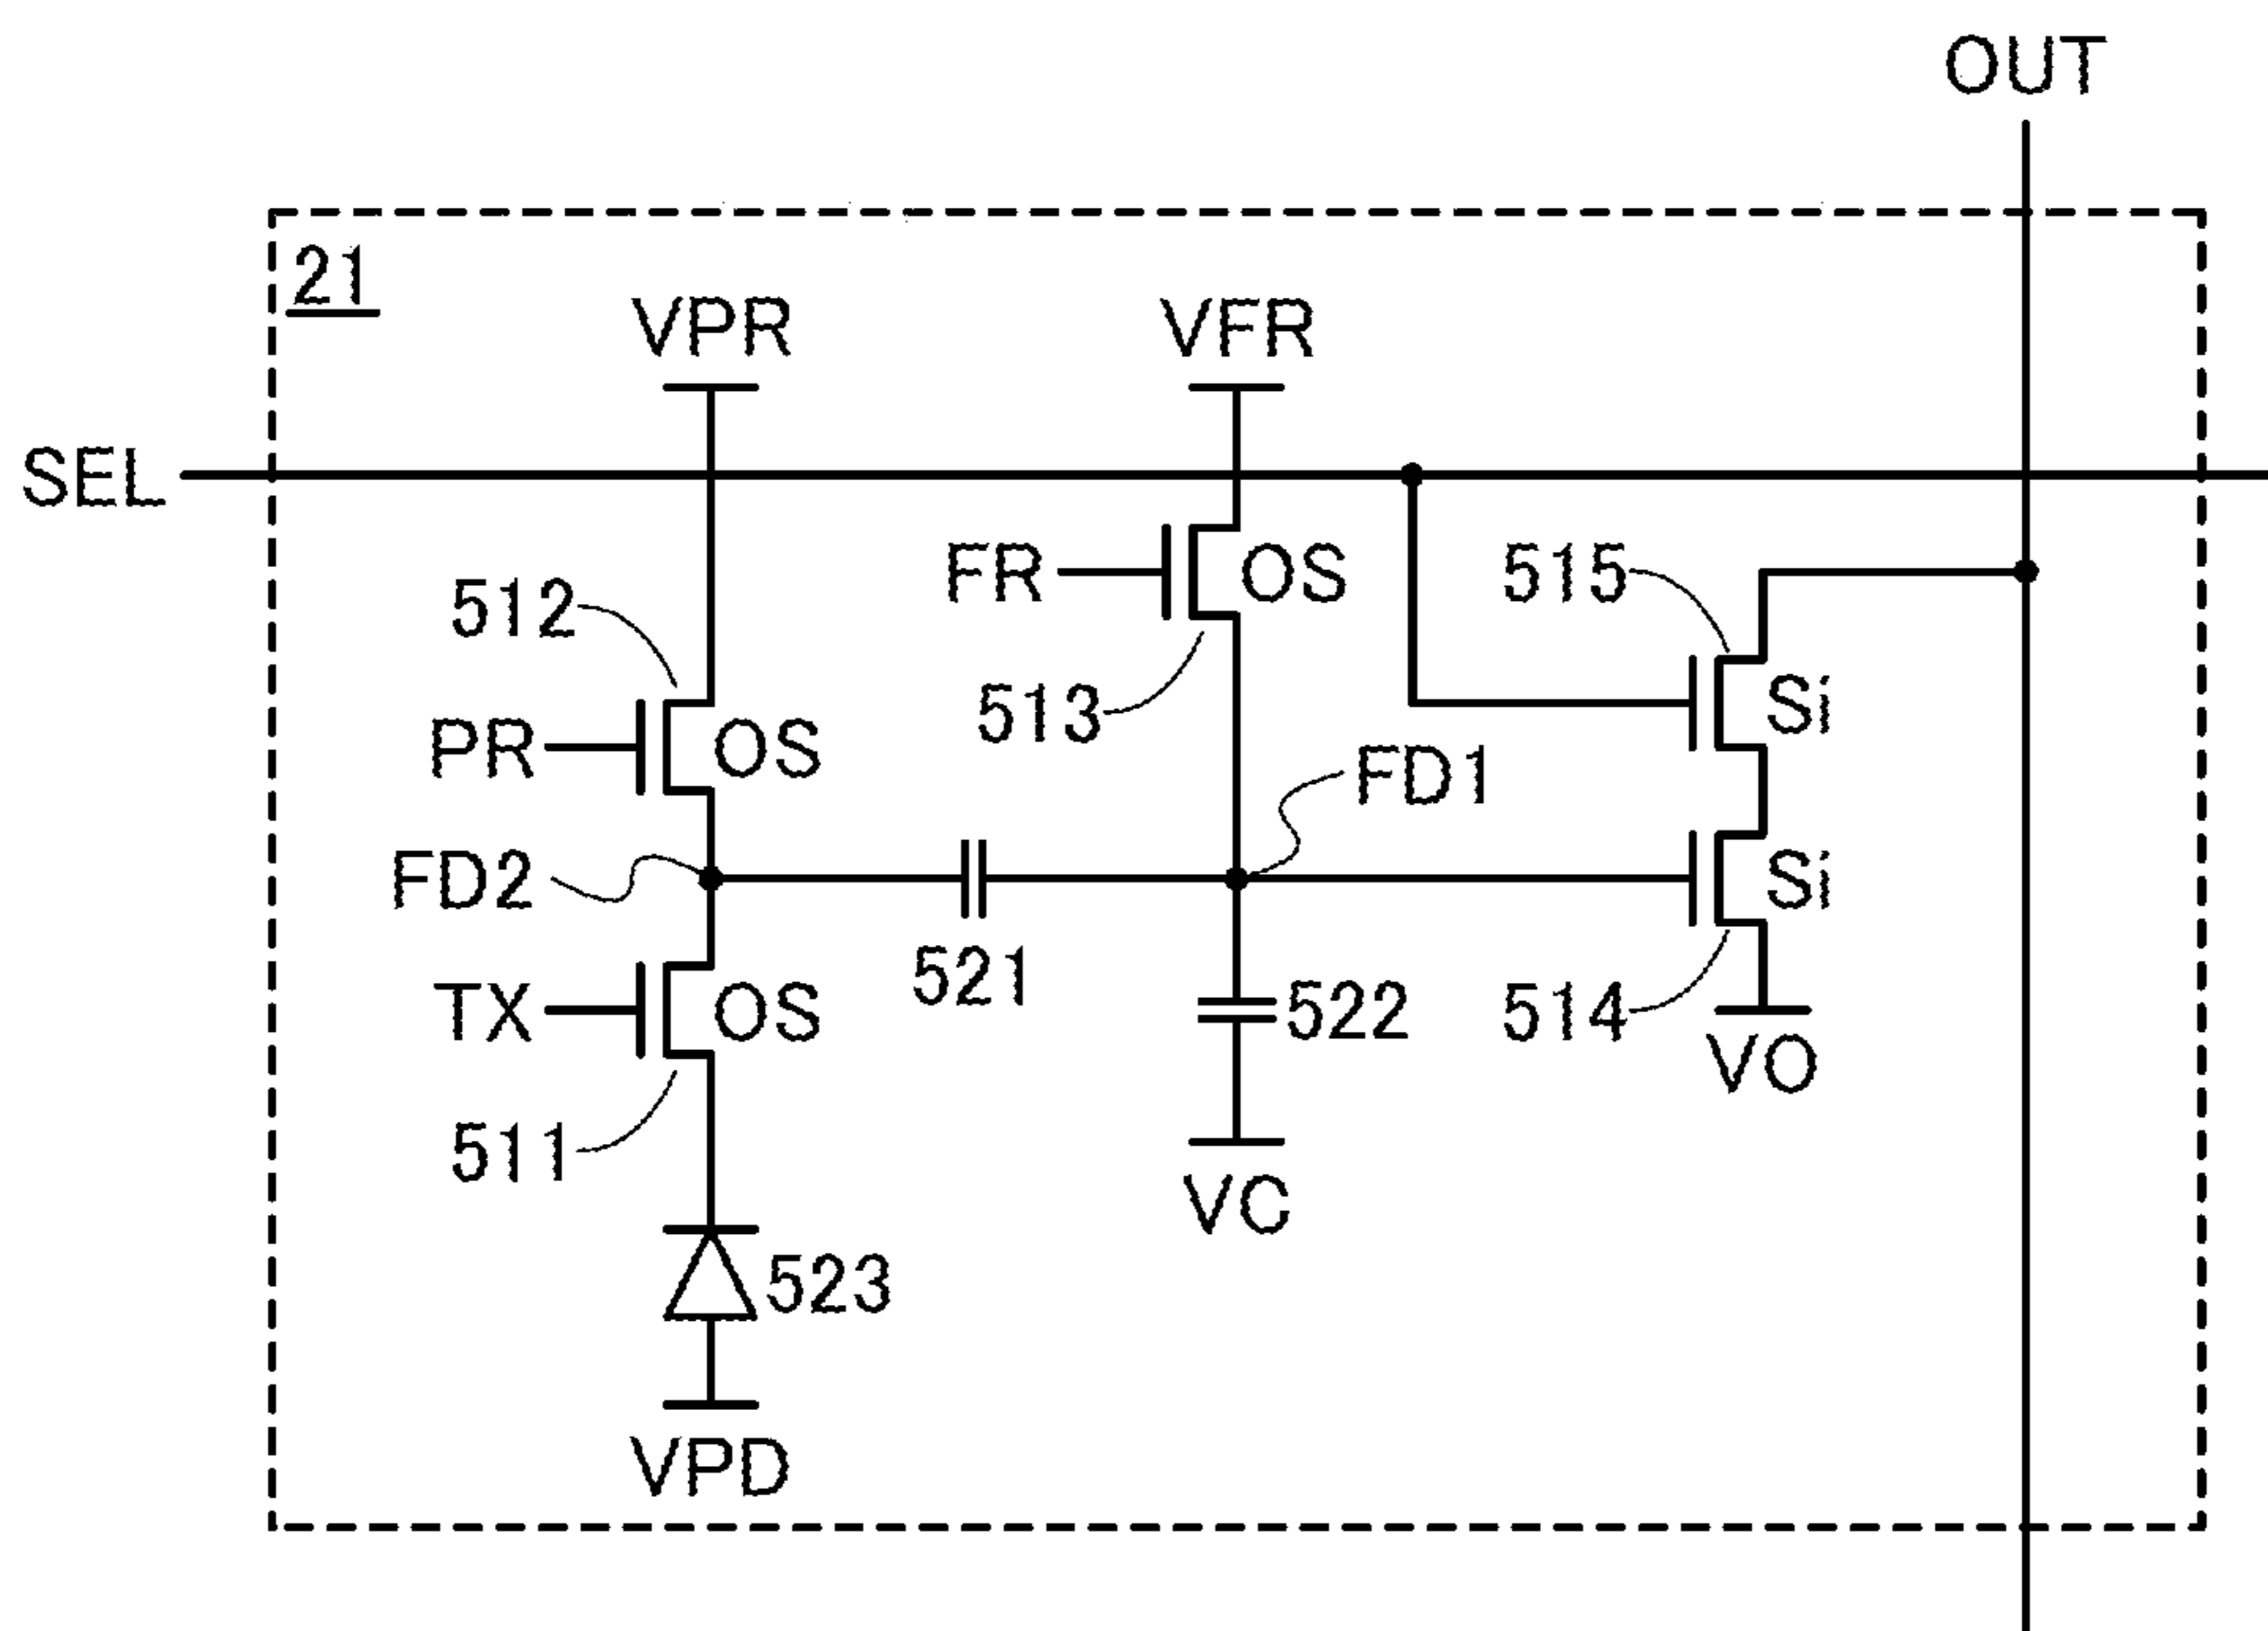 OUT
21
VPR
VFR
SEL
FR
OS
515
512
Si
513
PR
OS
FD1
FD2
Si
521
TX
OS
522
514
VO
511
VC
523
VPD